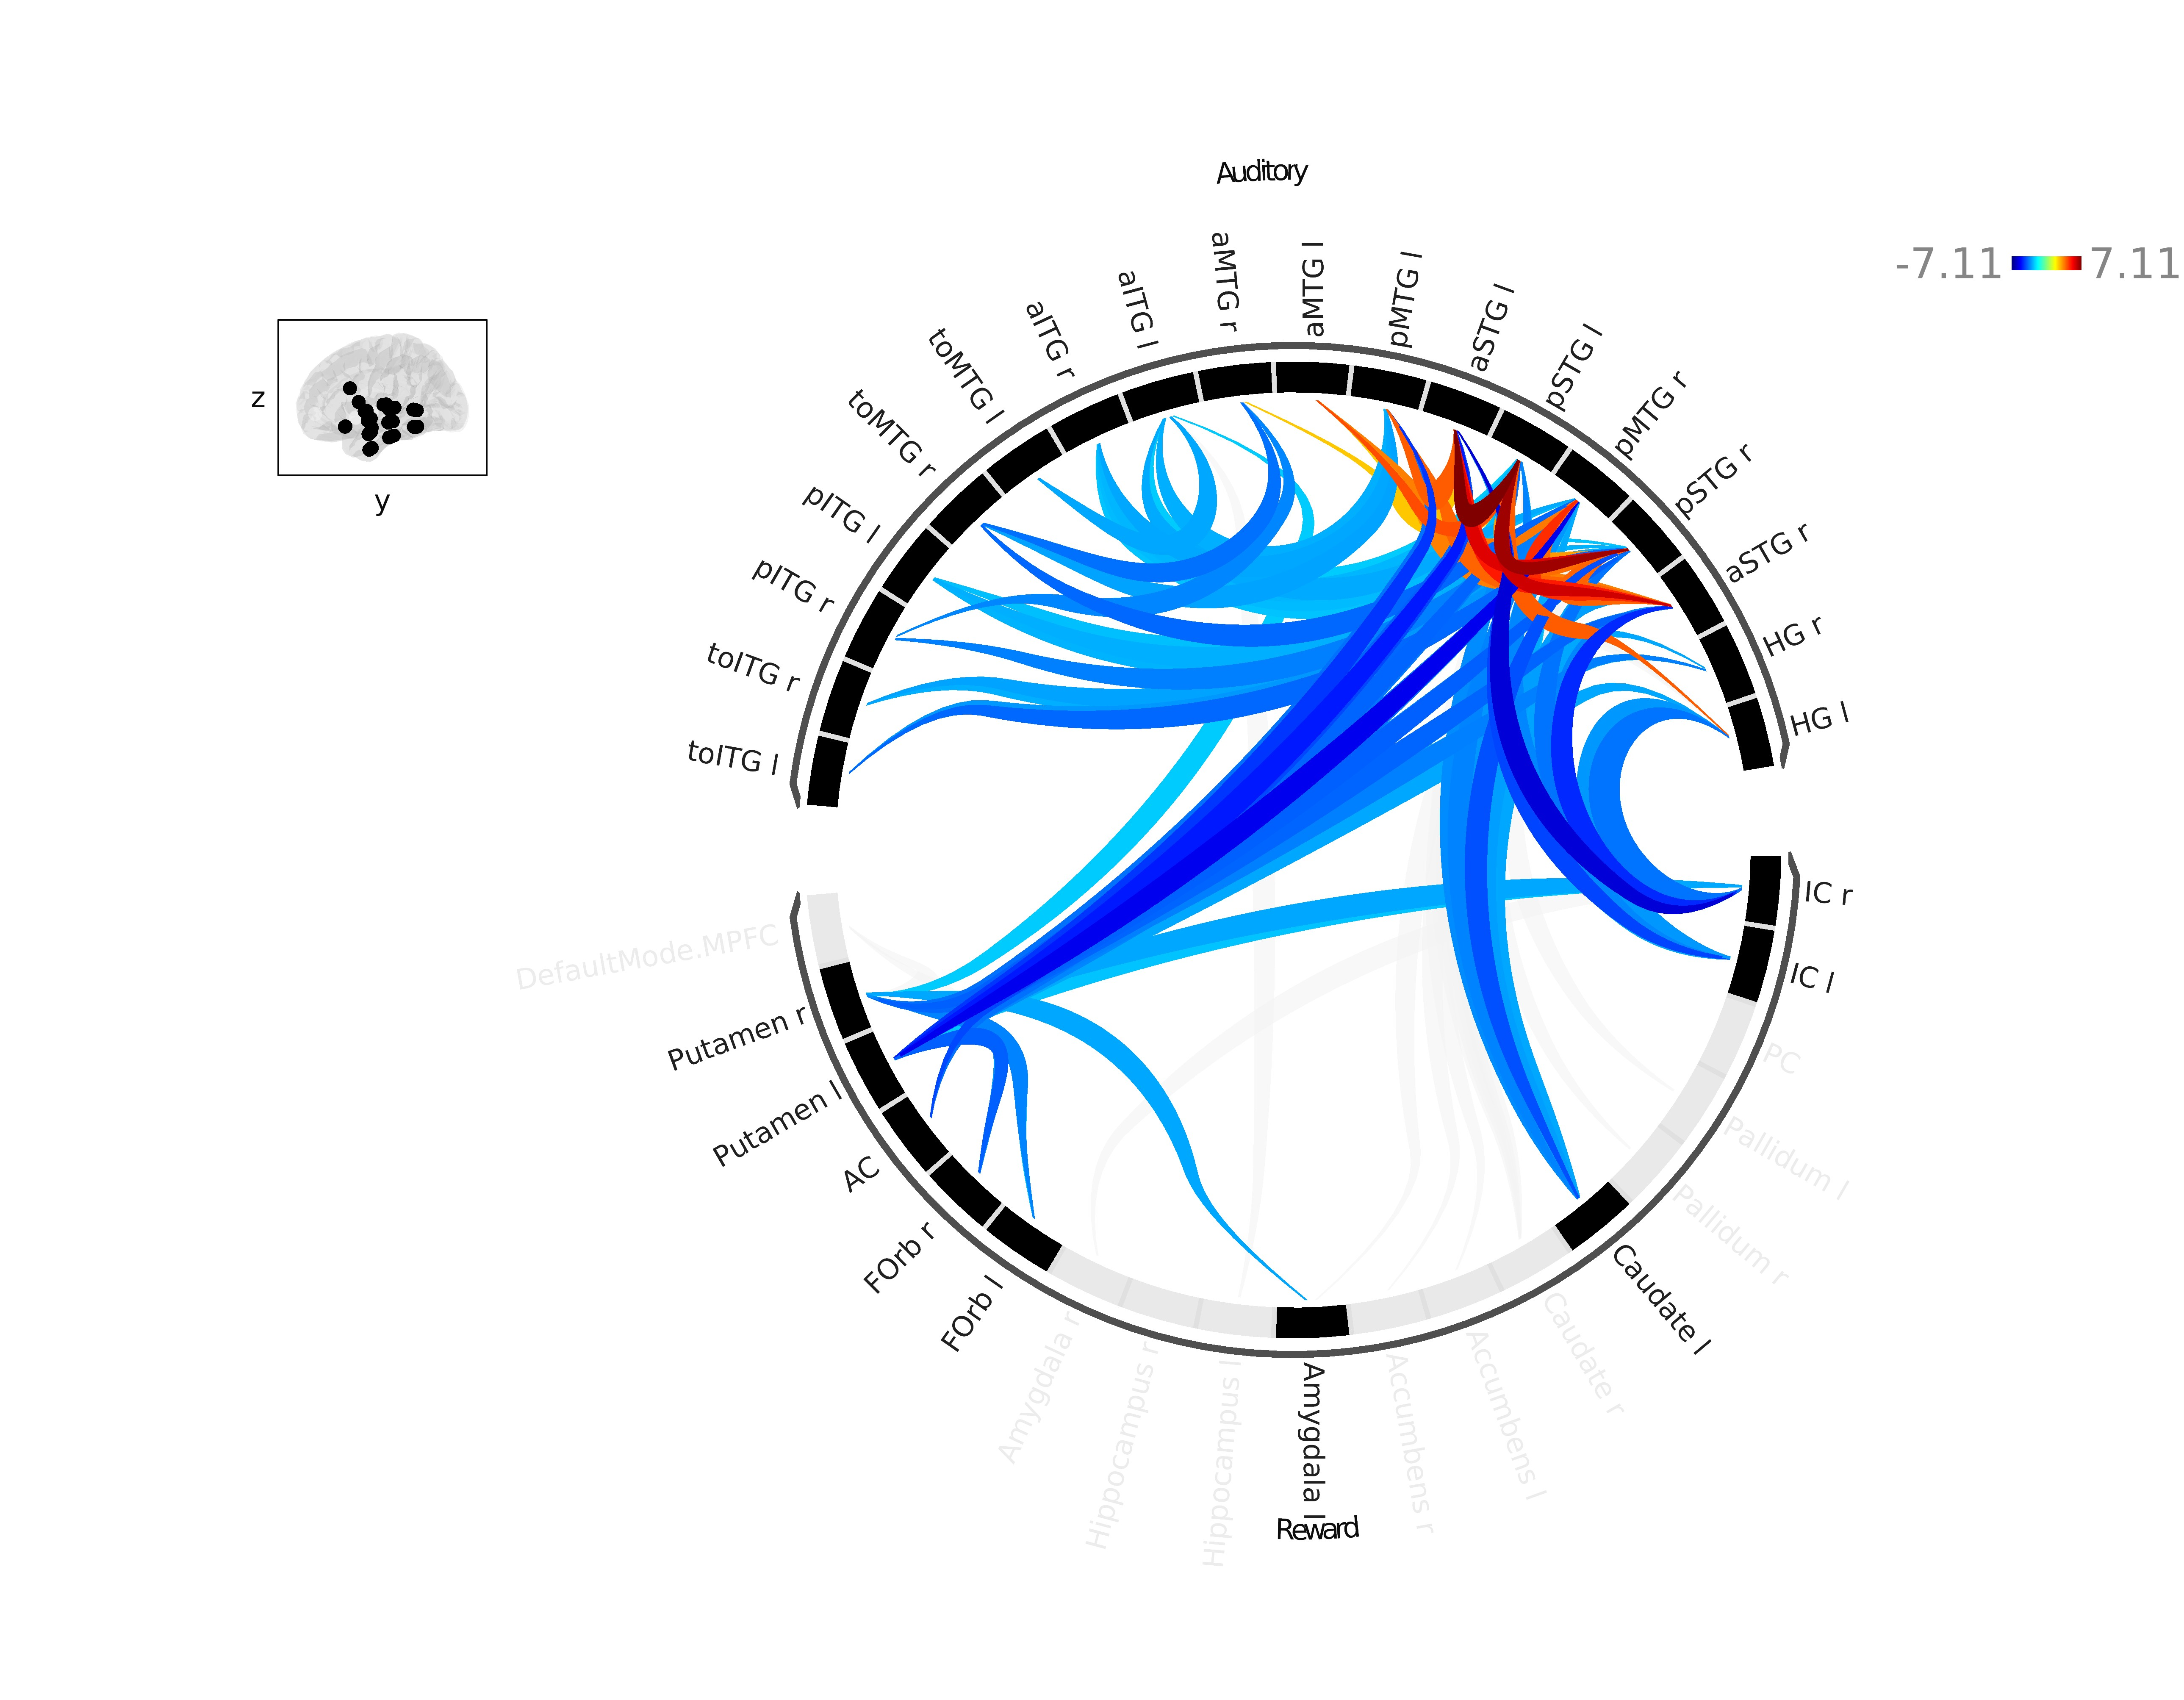 Auditory
-7.11 7.11
z
y
toITG l
toITG r
pITG r
pITG l
toMTG r
toMTG l
aITG r
aITG l
aMTG r
aMTG l
pMTG l
aSTG l
pSTG l
pMTG r
pSTG r
aSTG r
HG r
HG l
IC r
IC l
PC
Pallidum l
Pallidum r
Caudate l
Caudate r
Accumbens l
Accumbens r
Amygdala l
Hippocampus l
Hippocampus r
Amygdala r
FOrb l
FOrb r
AC
Putamen l
Putamen r
DefaultMode.MPFC
Reward